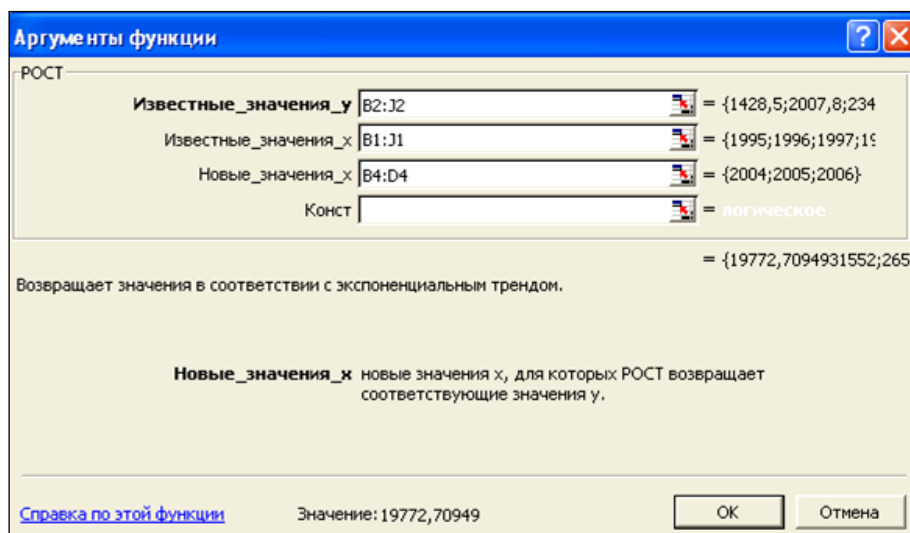 Аргументы функции
РОСТ
Известные_значения_y B2:J2 = {1428,5;2007,8;234
Известные_значения_x B1:J1 = {1995;1996;1997;19
Новые_значения_x B4:D4 = {2004;2005;2006}
Конст = логическое
= {19772,7094931552;265
Возвращает значения в соответствии с экспоненциальным трендом.
Новые_значения_x новые значения x, для которых РОСТ возвращает
соответствующие значения y.
Справка по этой функции Значение: 19772,70949 OK Отмена